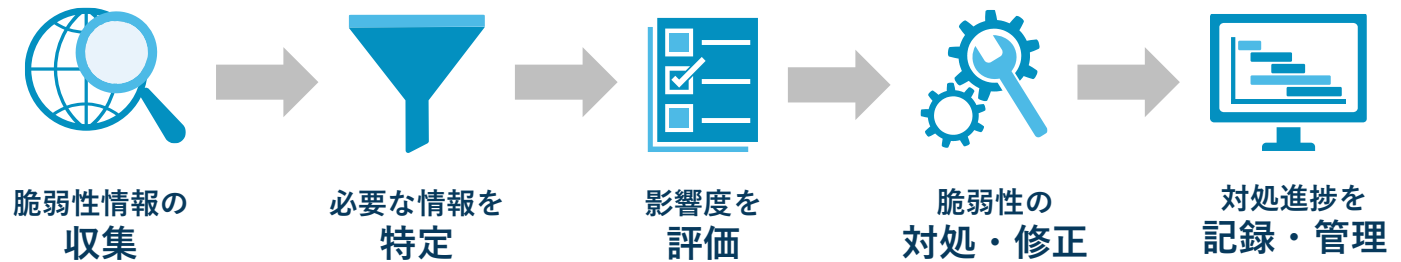 脆弱性情報の
収集
必要な情報を
特定
影響度を
評価
脆弱性の
対処・修正
対処進捗を
記録・管理